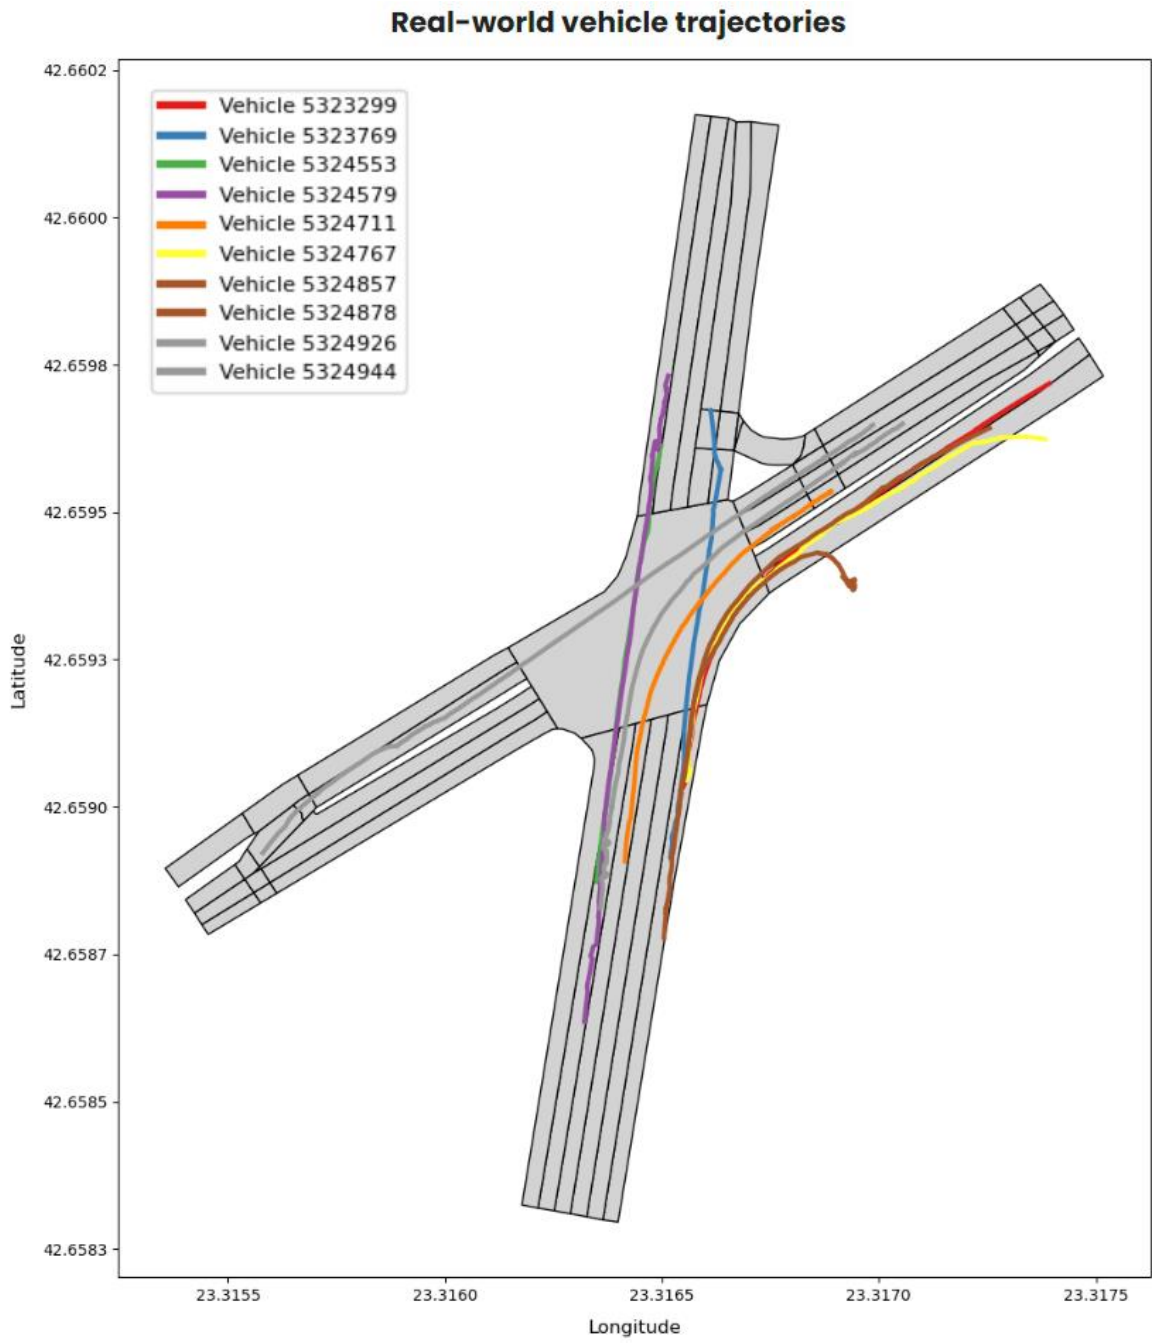 Real-world vehicle trajectories
42.6602
42.6600
42.6598
42.6595
42.6593
42.6590
42.6587
42.6585
42.6583
Latitude
Vehicle 5323299
Vehicle 5323769
Vehicle 5324553
Vehicle 5324579
Vehicle 5324711
Vehicle 5324767
Vehicle 5324857
Vehicle 5324878
Vehicle 5324926
Vehicle 5324944
23.3155 23.3160 23.3165 23.3170 23.3175
Longitude